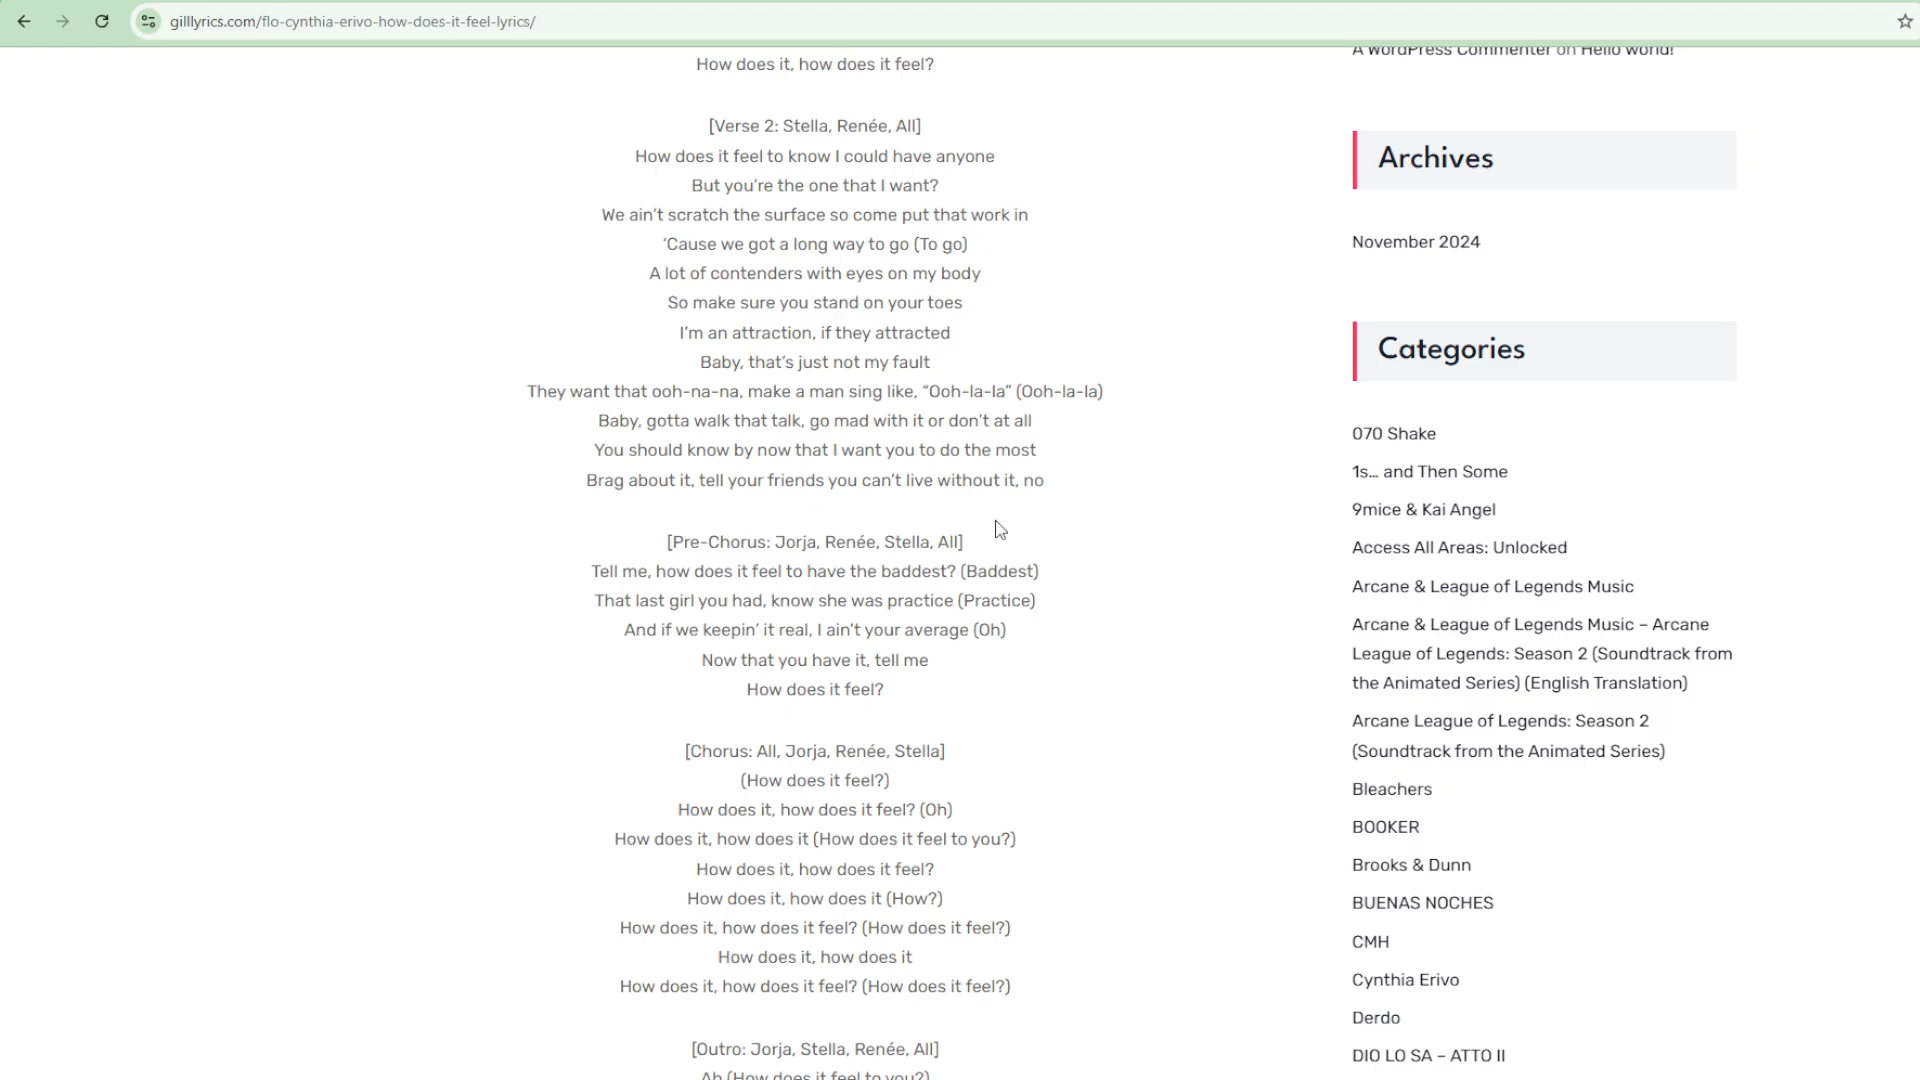 gilllyrics.com/flo-cynthia-erivo-how-does-it-feel-lyrics/
How does it, how does it feel?
[Verse 2: Stella, Renée, All]
How does it feel to know I could have anyone
But you’re the one that I want?
We ain’t scratch the surface so come put that work in
‘Cause we got a long way to go (To go)
A lot of contenders with eyes on my body
So make sure you stand on your toes
I’m an attraction, if they attracted
Baby, that’s just not my fault
They want that ooh-na-na, make a man sing like, “Ooh-la-la” (Ooh-la-la)
Baby, gotta walk that talk, go mad with it or don’t at all
You should know by now that I want you to do the most
Brag about it, tell your friends you can’t live without it, no
[Pre-Chorus: Jorja, Renée, Stella, All]
Tell me, how does it feel to have the baddest? (Baddest)
That last girl you had, know she was practice (Practice)
And if we keepin’ it real, I ain’t your average (Oh)
Now that you have it, tell me
How does it feel?
[Chorus: All, Jorja, Renée, Stella]
(How does it feel?)
How does it, how does it feel? (Oh)
How does it, how does it (How does it feel to you?)
How does it, how does it feel?
How does it, how does it (How?)
How does it, how does it feel? (How does it feel?)
How does it, how does it
How does it, how does it feel? (How does it feel?)
[Outro: Jorja, Stella, Renée, All]
Ah (How does it feel to you?)
A WordPress Commenter on Hello world!
Archives
November 2024
Categories
070 Shake
1s… and Then Some
9mice & Kai Angel
Access All Areas: Unlocked
Arcane & League of Legends Music
Arcane & League of Legends Music – Arcane
League of Legends: Season 2 (Soundtrack from
the Animated Series) (English Translation)
Arcane League of Legends: Season 2
(Soundtrack from the Animated Series)
Bleachers
BOOKER
Brooks & Dunn
BUENAS NOCHES
CMH
Cynthia Erivo
Derdo
DIO LO SA – ATTO II